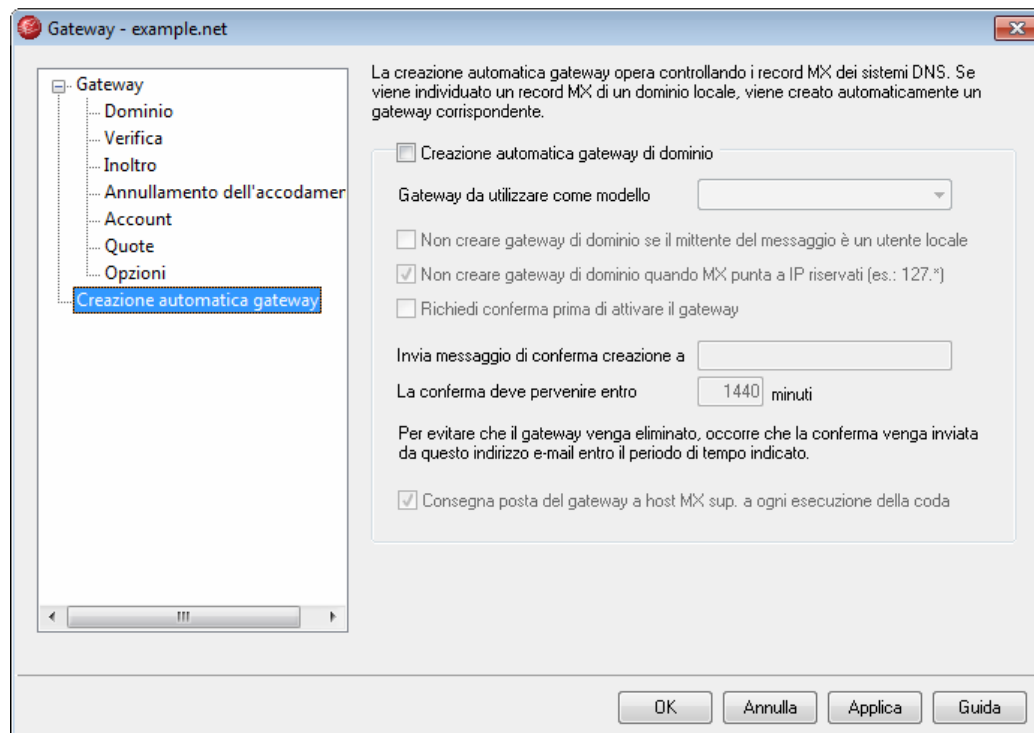 Gateway - example.net
Gateway
Dominio
Verifica
Inoltro
Annullamento dell'accodamer
Account
Quote
Opzioni
Creazione automatica gateway
La creazione automatica gateway opera controllando i record MX dei sistemi DNS. Se
viene individuato un record MX di un dominio locale, viene creato automaticamente un
gateway corrispondente.
Creazione automatica gateway di dominio
Gateway da utilizzare come modello
Non creare gateway di dominio se il mittente del messaggio è un utente locale
Non creare gateway di dominio quando MX punta a IP riservati (es.: 127.*)
Richiedi conferma prima di attivare il gateway
Invia messaggio di conferma creazione a
La conferma deve pervenire entro 1440 minuti
Per evitare che il gateway venga eliminato, occorre che la conferma venga inviata
da questo indirizzo e-mail entro il periodo di tempo indicato.
Consegna posta del gateway a host MX sup. a ogni esecuzione della coda
OK Annulla Applica Guida